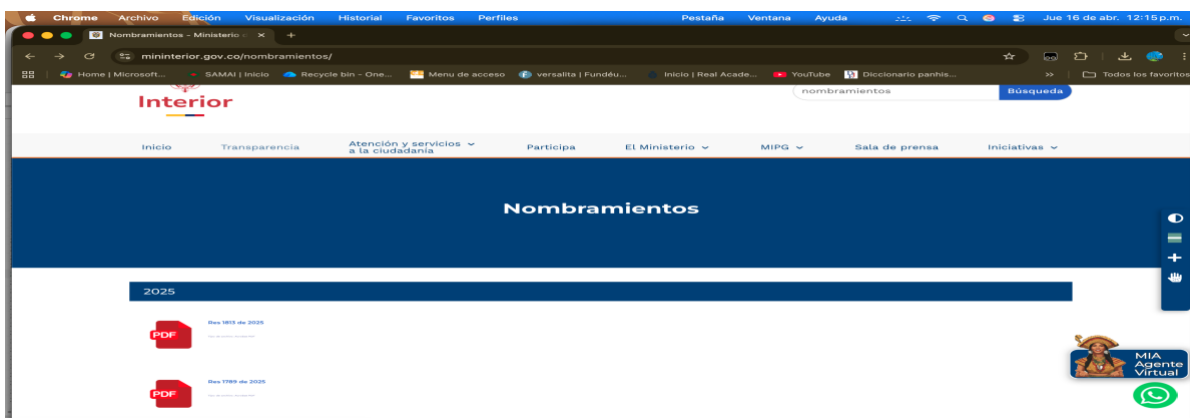 Chrome Archivo Edición Visualización Historial Favoritos Perfiles Pestaña Ventana Ayuda Jue 16 de abr. 12:15 p.m.
Nombramientos - Ministerio
mininterior.gov.co/nombramientos/
Home | Microsoft... SAMAI | Inicio Recycle bin - One... Menu de acceso versalita | Fundéu... Inicio | Real Acade... YouTube Diccionario panhis... >> Todos los favoritos
Interior
nombramientos Búsqueda
Inicio Transparencia Atención y servicios a la ciudadanía Participa El Ministerio MIPG Sala de prensa Iniciativas
Nombramientos
2025
PDF Res 1813 de 2025
PDF Res 1789 de 2025
MIA
Agente
Virtual